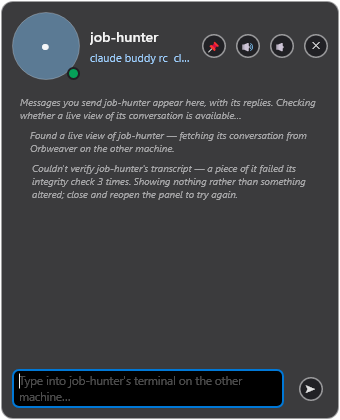 job-hunter
claude buddy rc cl...
Messages you send job-hunter appear here, with its replies. Checking
whether a live view of its conversation is available...
Found a live view of job-hunter — fetching its conversation from
Orbweaver on the other machine.
Couldn't verify job-hunter's transcript — a piece of it failed its
integrity check 3 times. Showing nothing rather than something
altered; close and reopen the panel to try again.
Type into job-hunter's terminal on the other
machine...